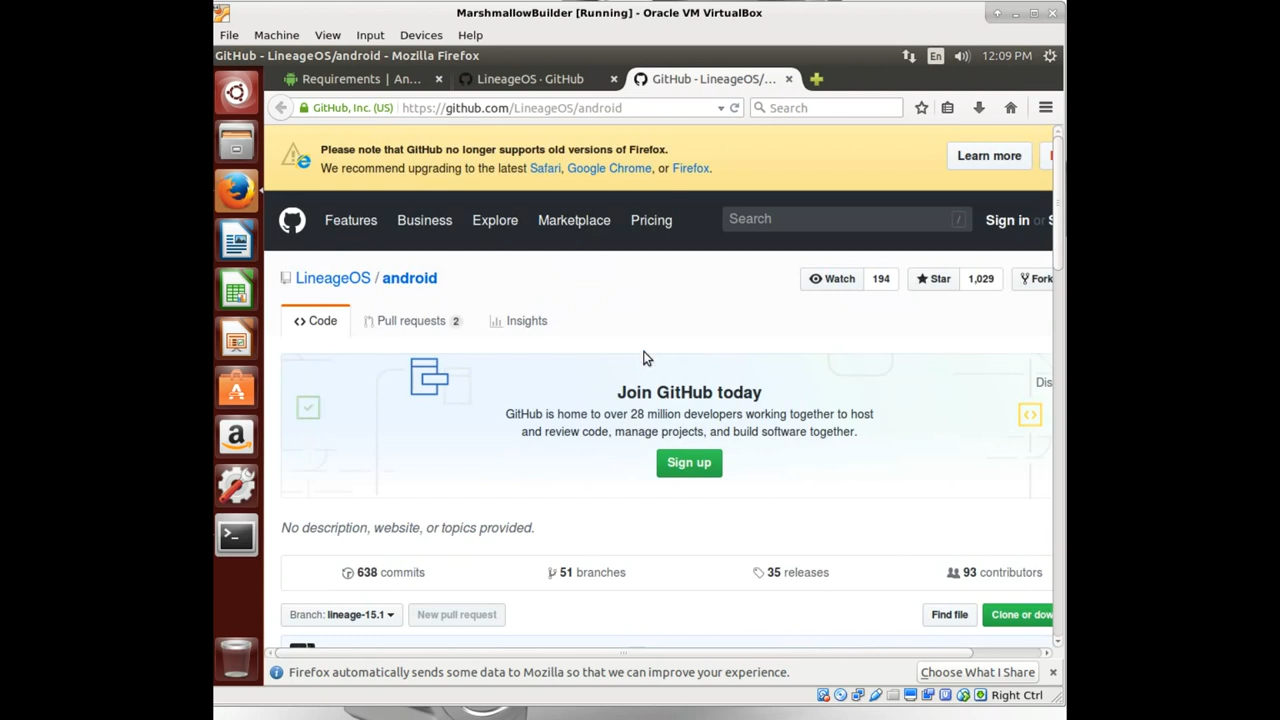 MarshmallowBuilder [Running] - Oracle VM VirtualBox
File Machine View Input Devices Help
GitHub - LineageOS/android - Mozilla Firefox
En 12:09 PM
Requirements | An... LineageOS · GitHub GitHub - LineageOS/...
GitHub, Inc. (US) https://github.com/LineageOS/android Search
Please note that GitHub no longer supports old versions of Firefox.
We recommend upgrading to the latest Safari, Google Chrome, or Firefox.
Learn more
Features Business Explore Marketplace Pricing Search / Sign in or
LineageOS / android
Watch 194 Star 1,029 Fork
Code Pull requests 2 Insights
Join GitHub today
Dis
GitHub is home to over 28 million developers working together to host
and review code, manage projects, and build software together.
Sign up
No description, website, or topics provided.
638 commits 51 branches 35 releases 93 contributors
Branch: lineage-15.1 New pull request Find file Clone or dow
Firefox automatically sends some data to Mozilla so that we can improve your experience. Choose What I Share
Right Ctrl